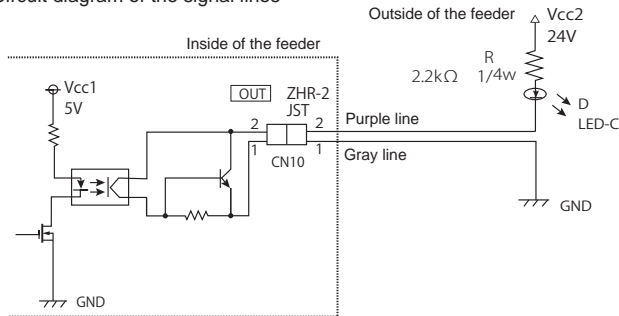 Circuit diagram of the signal lines
Outside of the feeder
Vcc2
24V
Inside of the feeder
R
2.2kΩ 1/4w
Vcc1
5V
OUT
ZHR-2
JST
D
LED-C
2 2
Purple line
1 1
Gray line
CN10
GND
GND